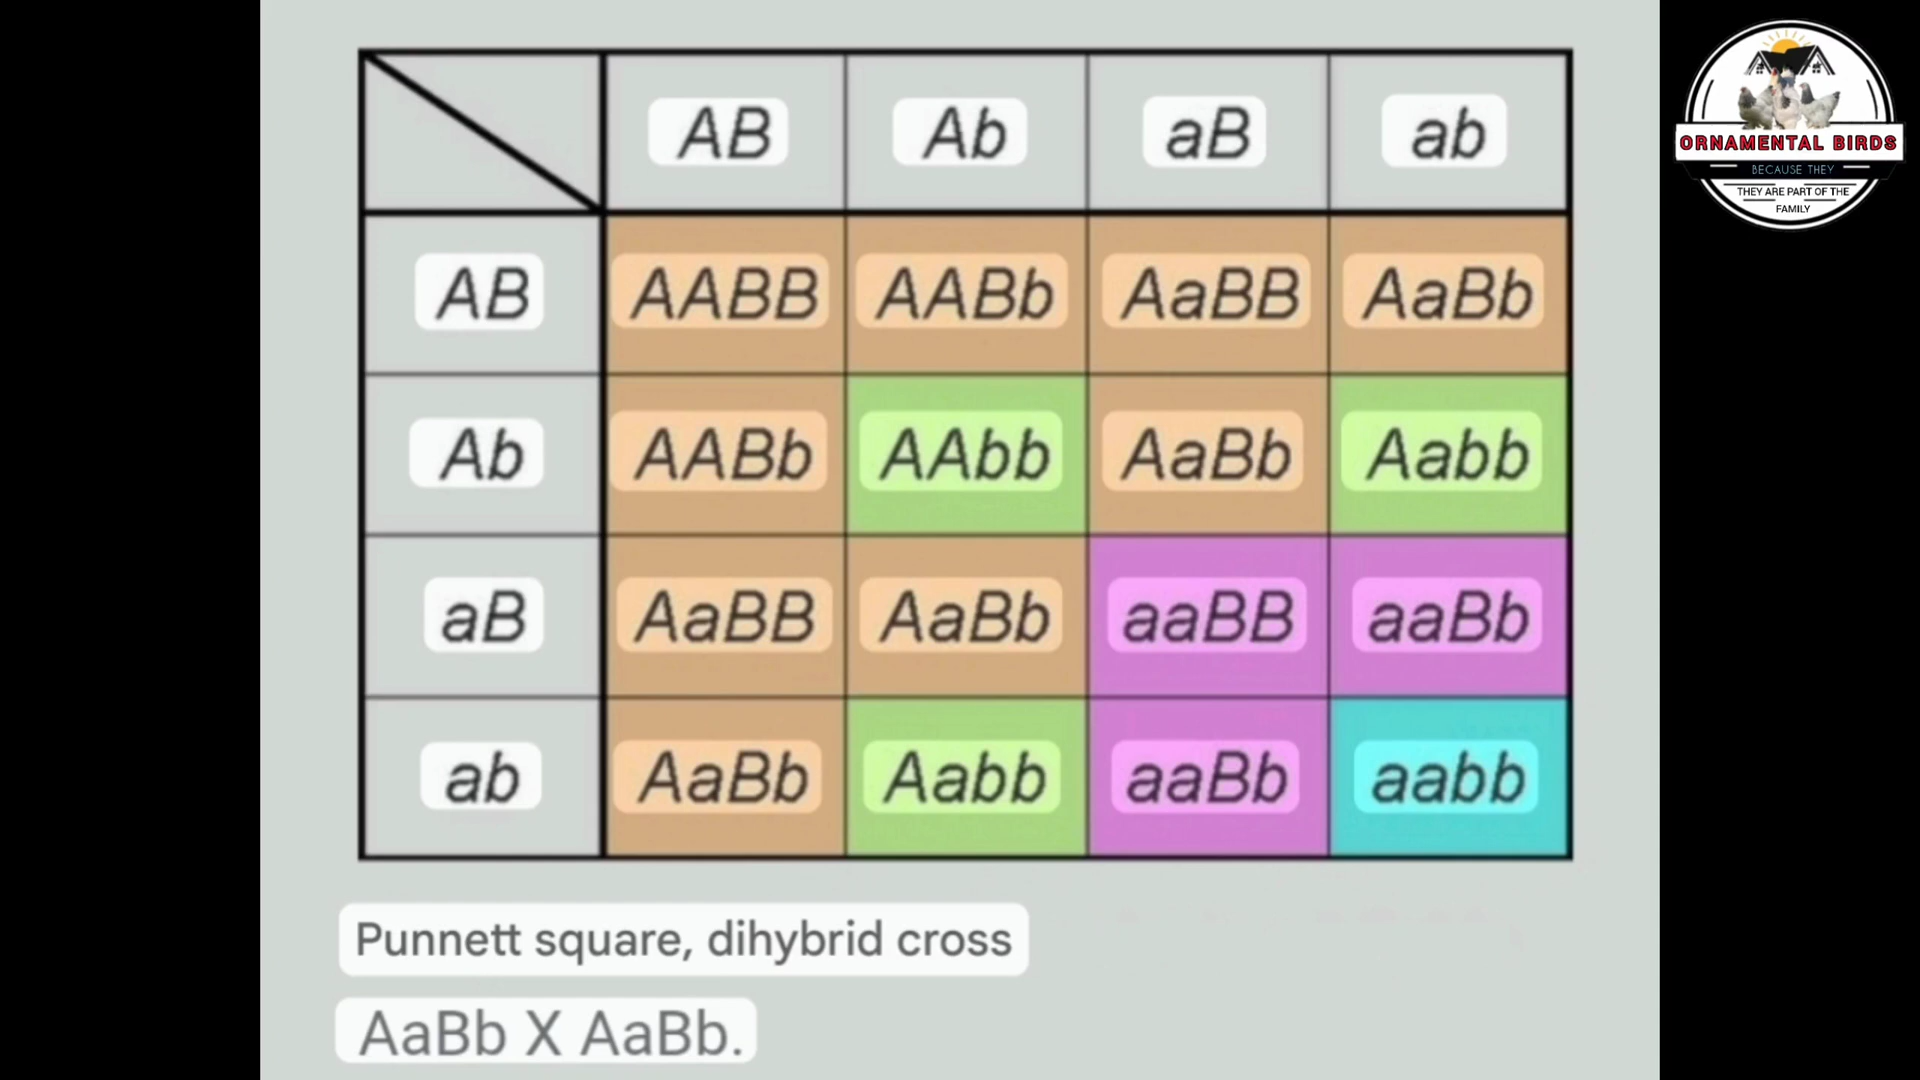 AB Ab aB ab
AB AABB AABb AaBB AaBb
Ab AABb AAbb AaBb Aabb
aB AaBB AaBb aaBB aaBb
ab AaBb Aabb aaBb aabb
Punnett square, dihybrid cross
AaBb X AaBb.
ORNAMENTAL BIRDS
BECAUSE THEY
THEY ARE PART OF THE
FAMILY